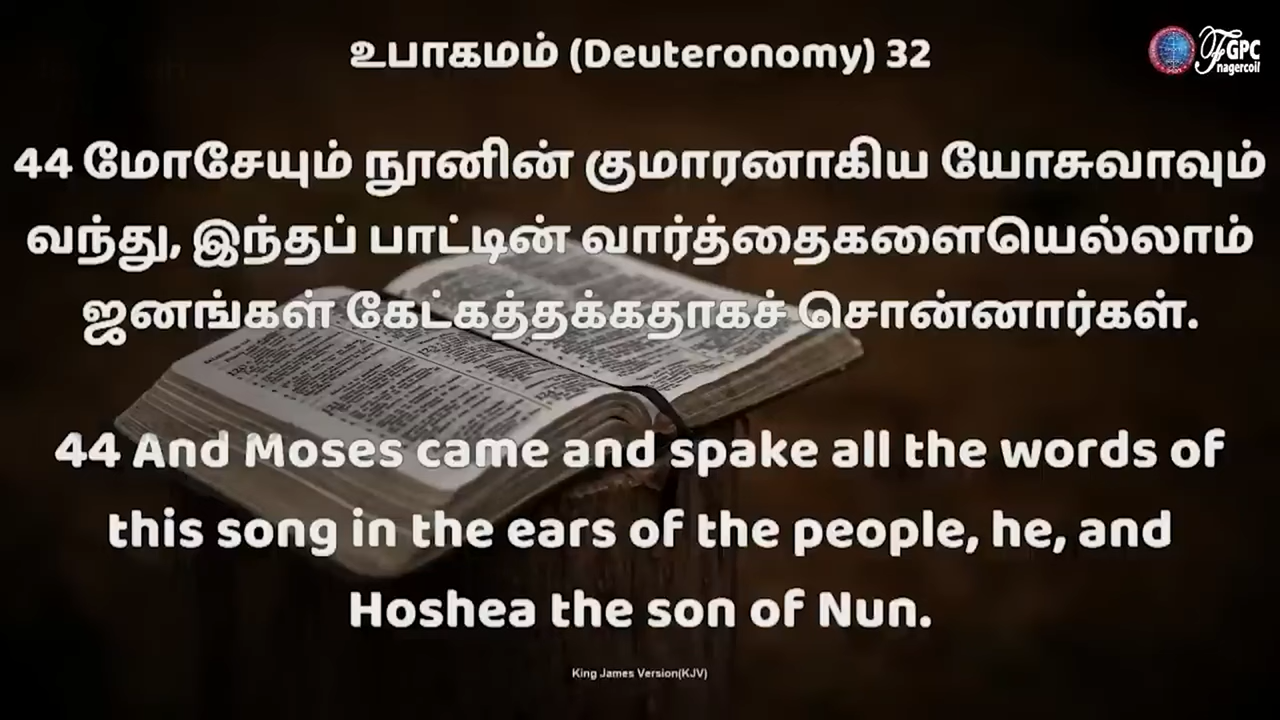 உபாகமம் (Deuteronomy) 32
FGPC
nagercoil
44 மோசேயும் நூனின் குமாரனாகிய யோசுவாவும்
வந்து, இந்தப் பாட்டின் வார்த்தைகளையெல்லாம்
ஜனங்கள் கேட்கத்தக்கதாகச் சொன்னார்கள்.
44 And Moses came and spake all the words of
this song in the ears of the people, he, and
Hoshea the son of Nun.
King James Version(KJV)